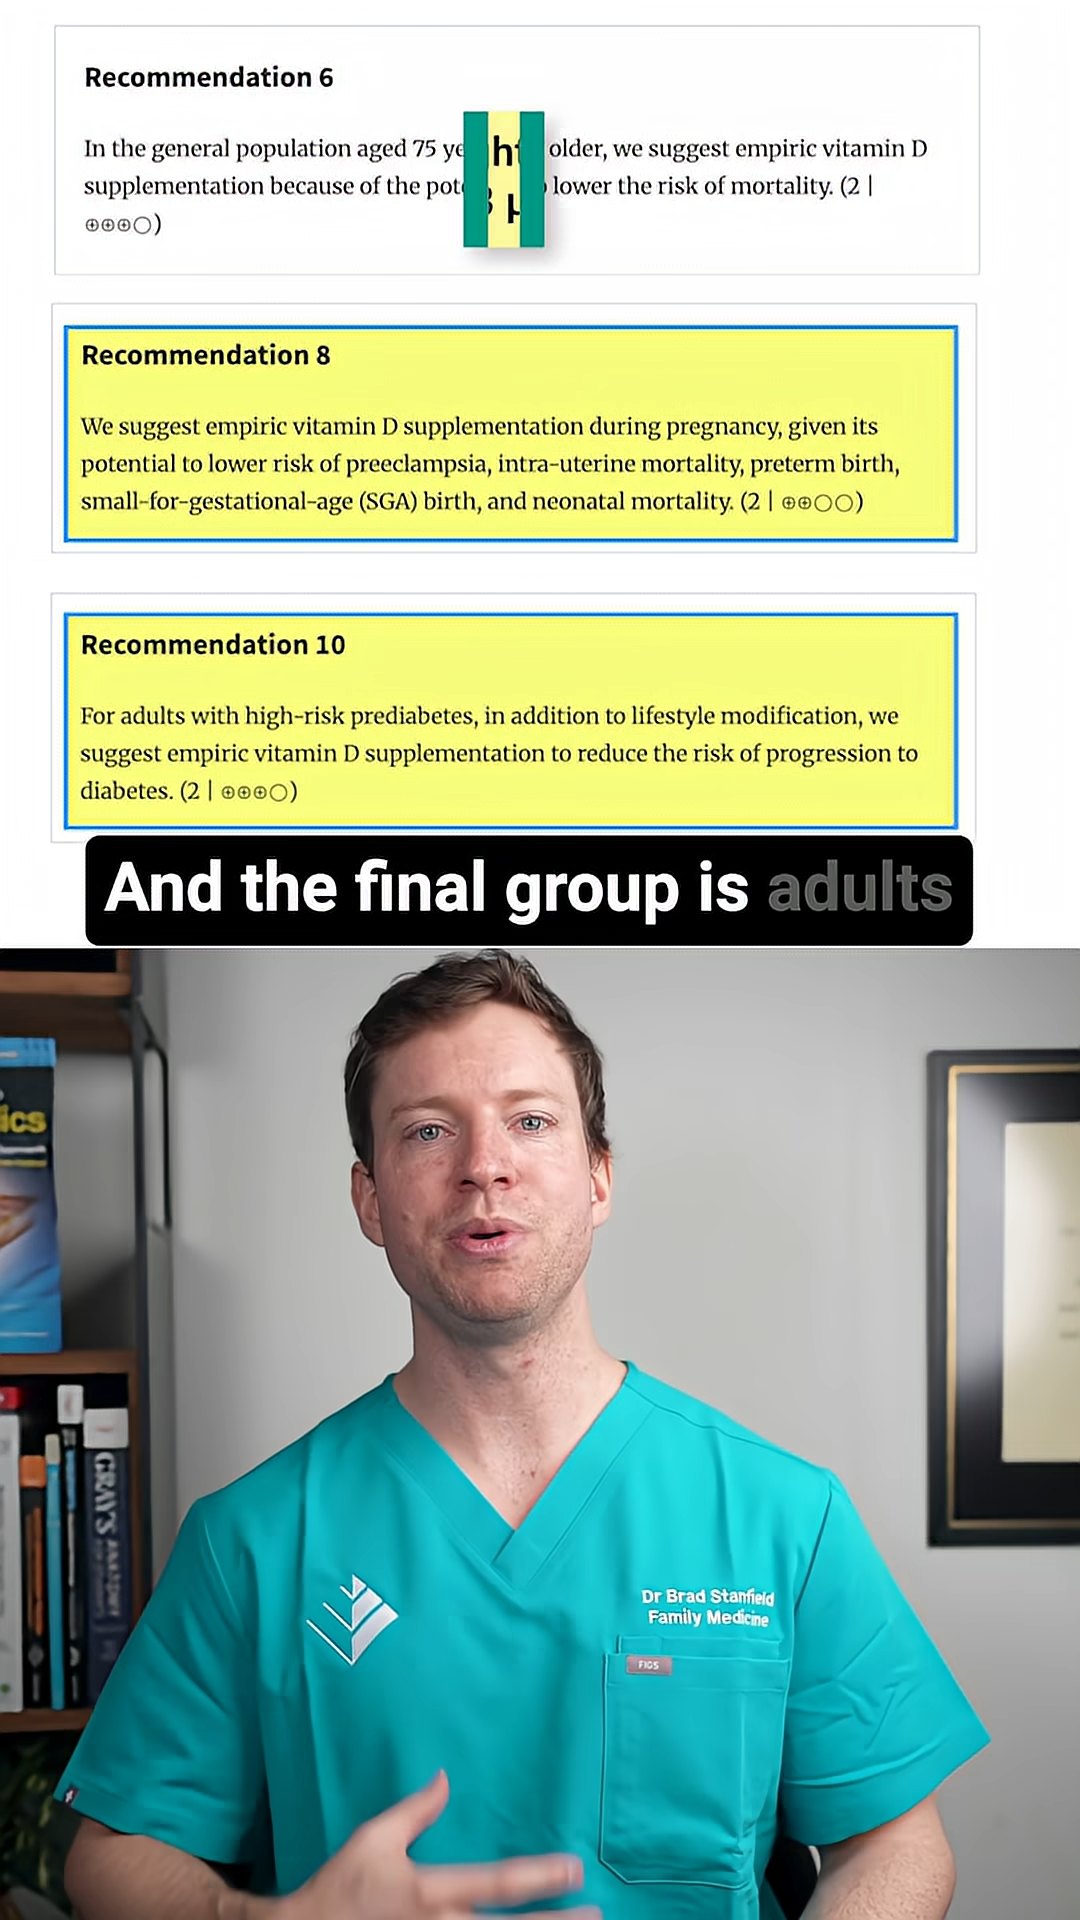 Recommendation 6
In the general population aged 75 ye older, we suggest empiric vitamin D
supplementation because of the pot lower the risk of mortality. (2 |
⊕⊕⊕○)
Recommendation 8
We suggest empiric vitamin D supplementation during pregnancy, given its
potential to lower risk of preeclampsia, intra-uterine mortality, preterm birth,
small-for-gestational-age (SGA) birth, and neonatal mortality. (2 | ⊕⊕○○)
Recommendation 10
For adults with high-risk prediabetes, in addition to lifestyle modification, we
suggest empiric vitamin D supplementation to reduce the risk of progression to
diabetes. (2 | ⊕⊕⊕○)
And the final group is adults
ics
GRAY'S
Dr Brad Stanfield
Family Medicine
FIGS